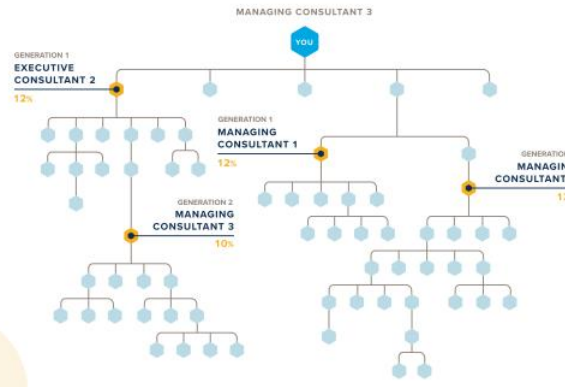 MANAGING CONSULTANT 3
YOU
GENERATION 1
EXECUTIVE
CONSULTANT 2
12%
GENERATION 1
MANAGING
CONSULTANT 1
12%
GENERATION 2
MANAGING
CONSULTANT 3
10%
CONSULTANT